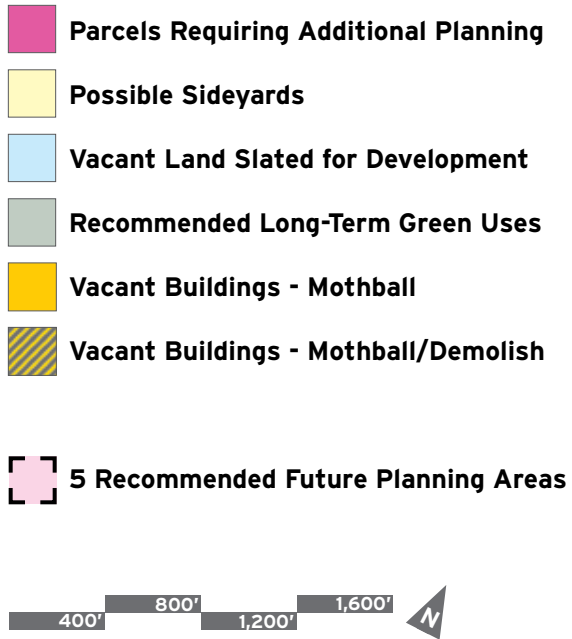 Parcels Requiring Additional Planning
Possible Sideyards
Vacant Land Slated for Development
Recommended Long-Term Green Uses
Vacant Buildings - Mothball
Vacant Buildings - Mothball/Demolish
5 Recommended Future Planning Areas
400' 800' 1,200' 1,600' N